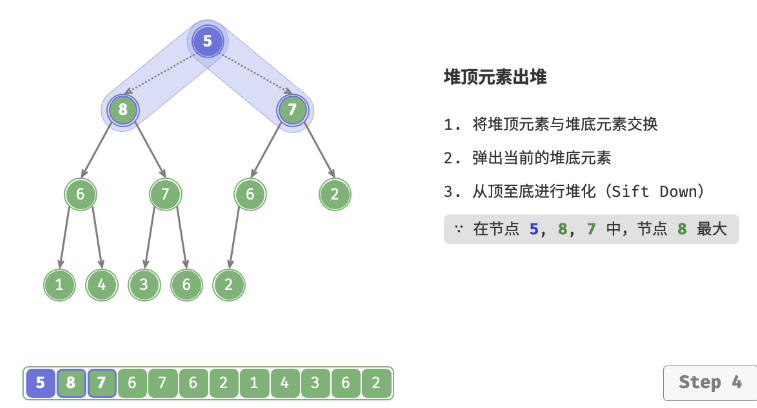 5
堆顶元素出堆
8 7
1. 将堆顶元素与堆底元素交换
2. 弹出当前的堆底元素
6 7 6 2
3. 从顶至底进行堆化（Sift Down）
∵ 在节点 5, 8, 7 中，节点 8 最大
1 4 3 6 2
5 8 7 6 7 6 2 1 4 3 6 2
Step 4